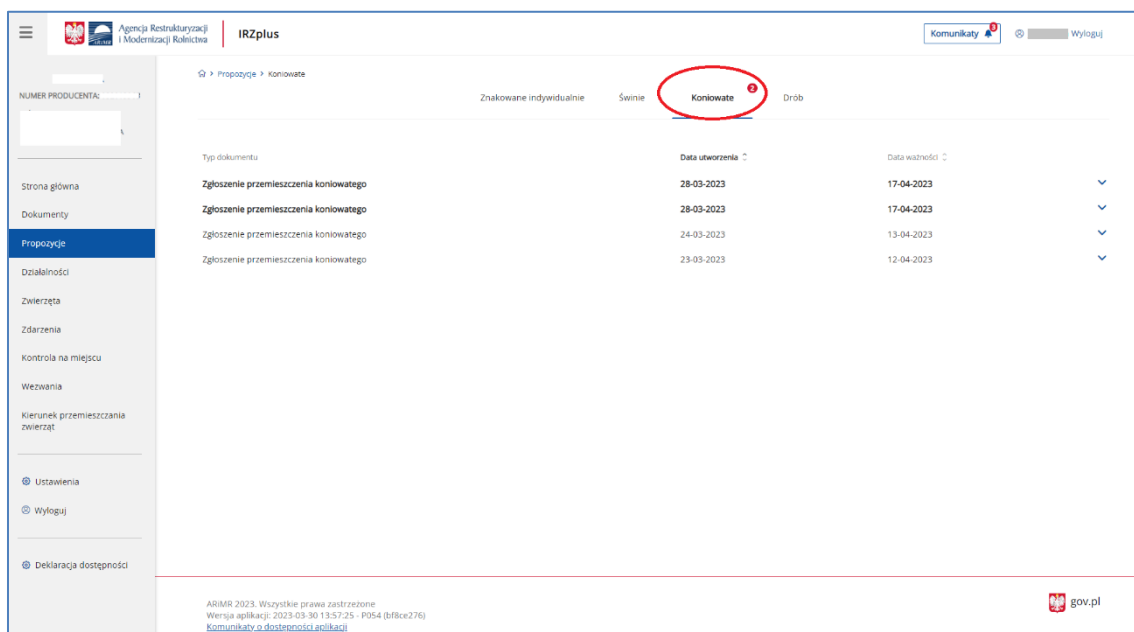 Agencja Restrukturyzacji
i Modernizacji Rolnictwa
ARiMR
IRZplus
Komunikaty 3
Wyloguj
NUMER PRODUCENTA:
Propozycje > Koniowate
Znakowane indywidualnie Świnie Koniowate 2 Drób
Typ dokumentu Data utworzenia Data ważności
Zgłoszenie przemieszczenia koniowatego 28-03-2023 17-04-2023
Zgłoszenie przemieszczenia koniowatego 28-03-2023 17-04-2023
Zgłoszenie przemieszczenia koniowatego 24-03-2023 13-04-2023
Zgłoszenie przemieszczenia koniowatego 23-03-2023 12-04-2023
Strona główna
Dokumenty
Propozycje
Działalności
Zwierzęta
Zdarzenia
Kontrola na miejscu
Wezwania
Kierunek przemieszczania
zwierząt
Ustawienia
Wyloguj
Deklaracja dostępności
ARiMR 2023. Wszystkie prawa zastrzeżone
Wersja aplikacji: 2023-03-30 13:57:25 - P054 (bf8ce276)
Komunikaty o dostępności aplikacji
gov.pl